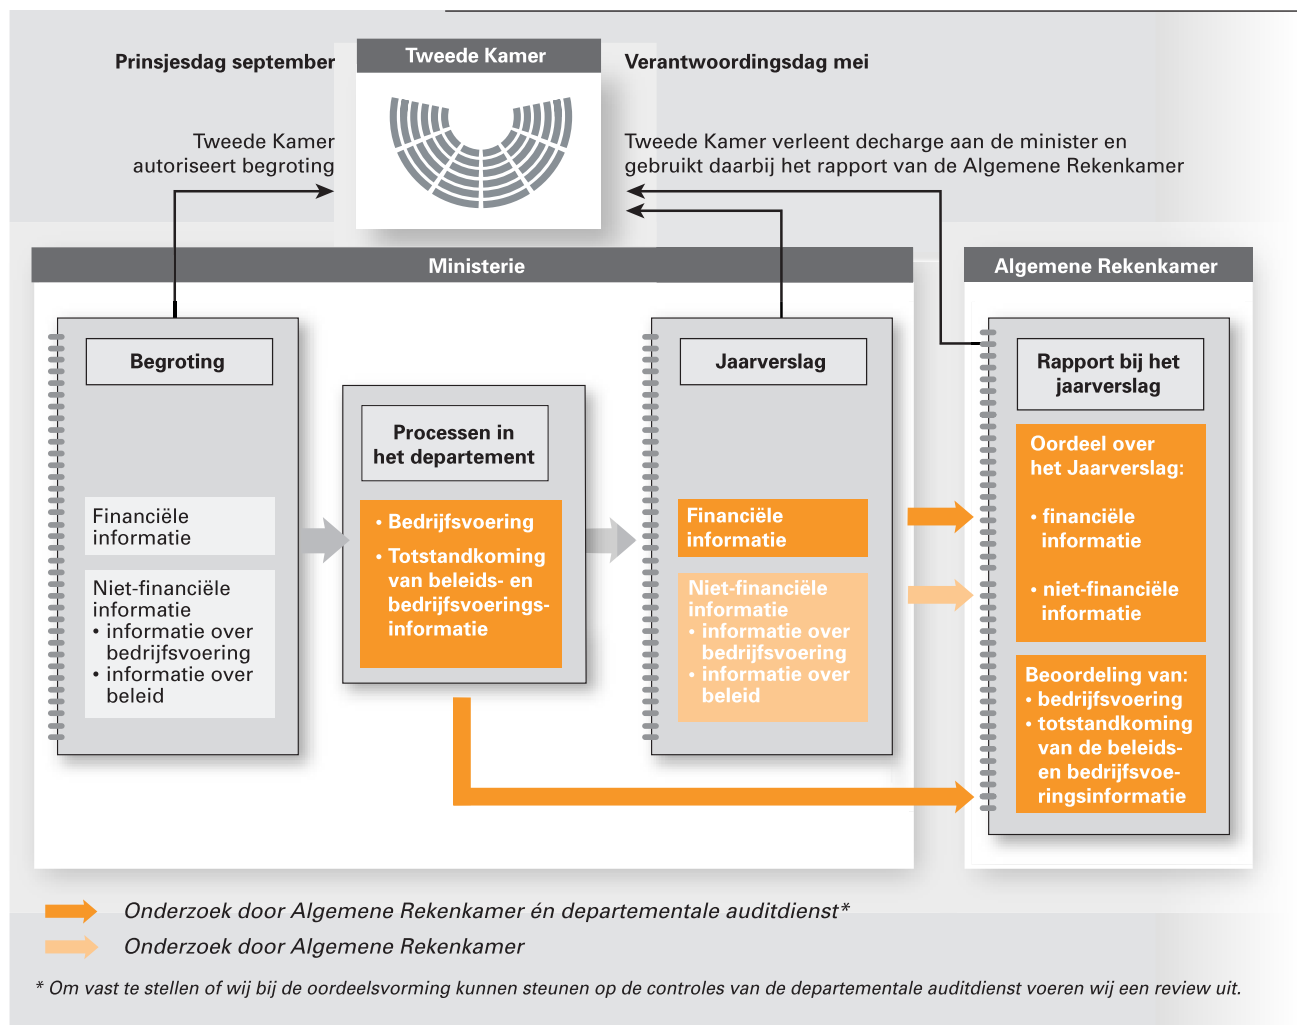 Prinsjesdag september
Tweede Kamer
Verantwoordingsdag mei
Tweede Kamer
autoriseert begroting
Tweede Kamer verleent decharge aan de minister en
gebruikt daarbij het rapport van de Algemene Rekenkamer
Ministerie
Algemene Rekenkamer
Begroting
Financiële
informatie
Niet-financiële
informatie
• informatie over
bedrijfsvoering
• informatie over
beleid
Processen in
het departement
• Bedrijfsvoering
• Totstandkoming
van beleids- en
bedrijfsvoerings-
informatie
Jaarverslag
Financiële
informatie
Niet-financiële
informatie
• informatie over
bedrijfsvoering
• informatie over
beleid
Rapport bij het
jaarverslag
Oordeel over
het Jaarverslag:
• financiële
informatie
• niet-financiële
informatie
Beoordeling van:
• bedrijfsvoering
• totstandkoming
van de beleids-
en bedrijfsvoe-
ringsinformatie
Onderzoek door Algemene Rekenkamer én departementale auditdienst*
Onderzoek door Algemene Rekenkamer
* Om vast te stellen of wij bij de oordeelsvorming kunnen steunen op de controles van de departementale auditdienst voeren wij een review uit.